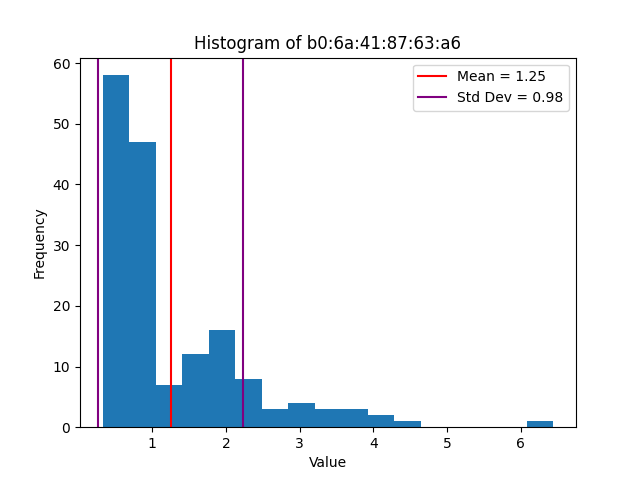 Histogram of b0:6a:41:87:63:a6
Mean = 1.25
Std Dev = 0.98
60
50
40
30
20
10
0
Frequency
1 2 3 4 5 6
Value